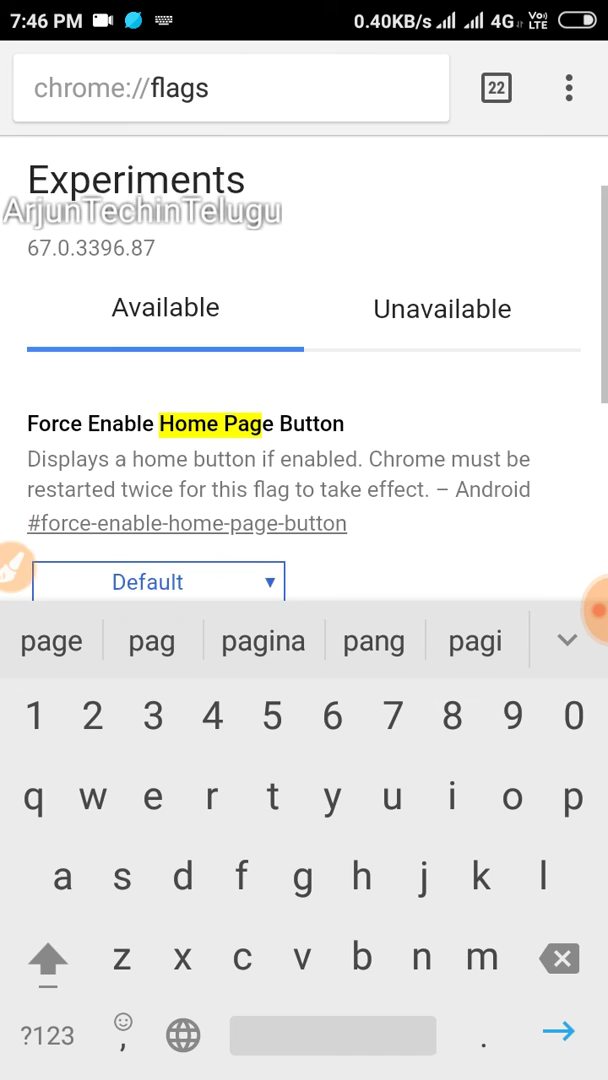 7:46 PM 0.40KB/s 4G Vo)) LTE
chrome://flags 22
Experiments
ArjunTechinTelugu
67.0.3396.87
Available Unavailable
Force Enable Home Page Button
Displays a home button if enabled. Chrome must be
restarted twice for this flag to take effect. – Android
#force-enable-home-page-button
Default
page pag pagina pang pagi
1 2 3 4 5 6 7 8 9 0
q w e r t y u i o p
a s d f g h j k l
z x c v b n m
?123 , .